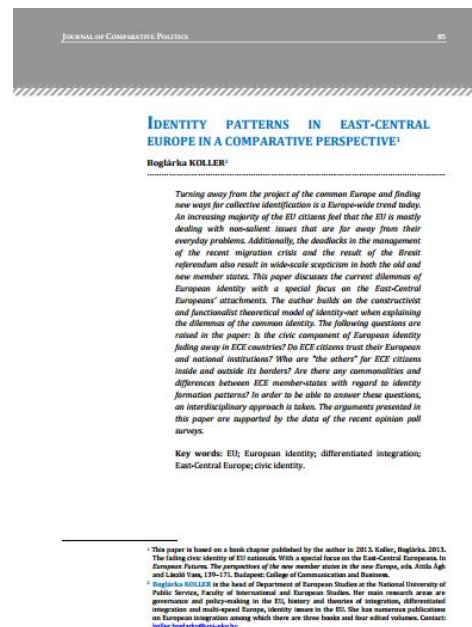 JOURNAL OF COMPARATIVE POLITICS 85
IDENTITY PATTERNS IN EAST-CENTRAL
EUROPE IN A COMPARATIVE PERSPECTIVE¹
Boglárka KOLLER²
Turning away from the project of the common Europe and finding
new ways for collective identification is a Europe-wide trend today.
An increasing majority of the EU citizens feel that the EU is mostly
dealing with non-salient issues that are far away from their
everyday problems. Additionally, the deadlocks in the management
of the recent migration crisis and the result of the Brexit
referendum also result in wide-scale scepticism in both the old and
new member states. This paper discusses the current dilemmas of
European identity with a special focus on the East-Central
Europeans' attachments. The author builds on the constructivist
and functionalist theoretical model of identity-net when explaining
the dilemmas of the common identity. The following questions are
raised in the paper: Is the civic component of European identity
fading away in ECE countries? Do ECE citizens trust their European
and national institutions? Who are "the others" for ECE citizens
inside and outside its borders? Are there any commonalities and
differences between ECE member-states with regard to identity
formation patterns? In order to be able to answer these questions,
an interdisciplinary approach is taken. The arguments presented in
this paper are supported by the data of the recent opinion poll
surveys.
Key words: EU; European identity; differentiated integration;
East-Central Europe; civic identity.
¹ This paper is based on a book chapter published by the author in 2013. Koller, Boglárka. 2013.
The fading civic identity of EU nationals. With a special focus on the East-Central Europeans. In
European Futures. The perspectives of the new member states in the new Europe, eds. Attila Ágh
and László Vass, 139–171. Budapest: College of Communication and Business.
² Boglárka KOLLER is the head of Department of European Studies at the National University of
Public Service, Faculty of International and European Studies. Her main research areas are
governance and policy-making in the EU, history and theories of integration, differentiated
integration and multi-speed Europe, identity issues in the EU. She has numerous publications
on European integration among which there are three books and four edited volumes. Contact:
koller.boglarka@uni-nke.hu